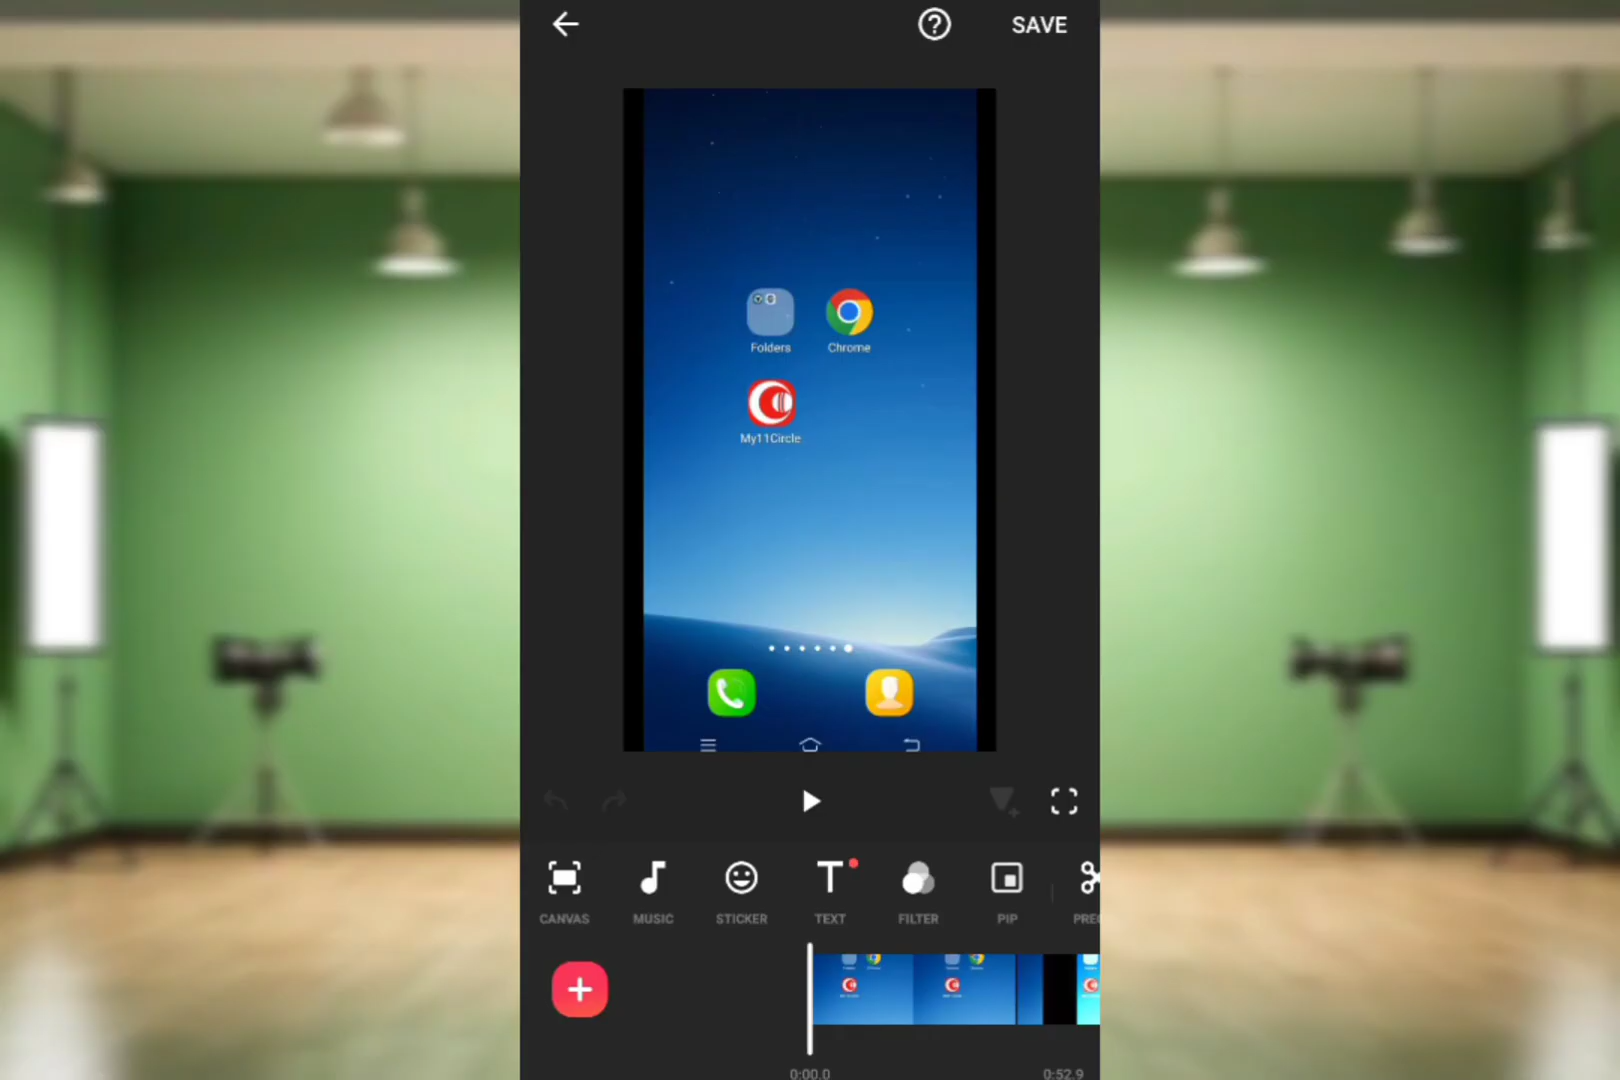 SAVE
Folders
Chrome
My11Circle
CANVAS
MUSIC
STICKER
T
TEXT
FILTER
PIP
0:00.0
0:52.9